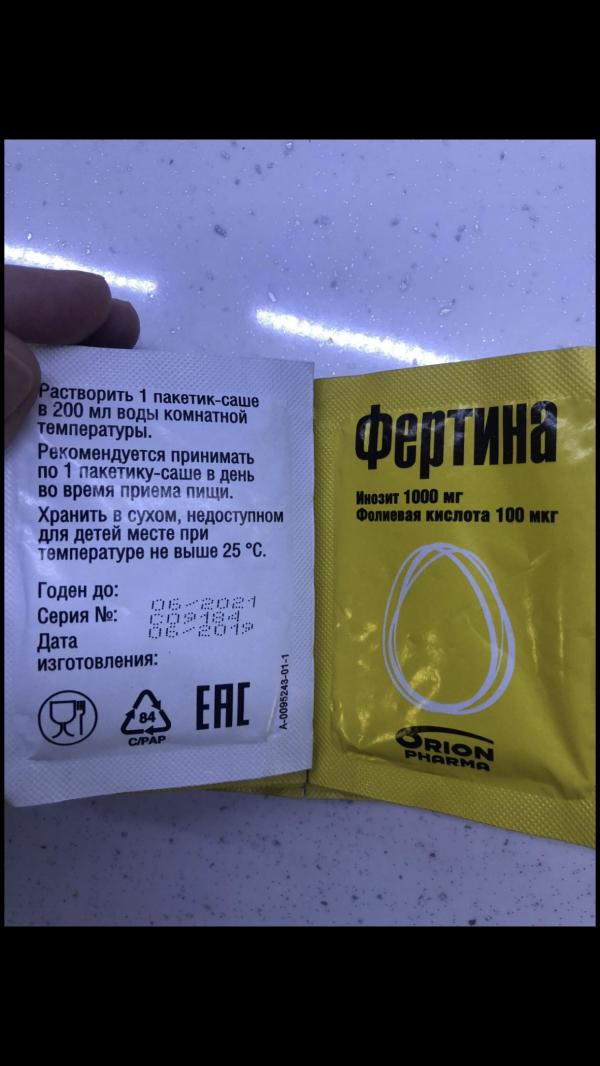 Растворить 1 пакетик-саше
в 200 мл воды комнатной
температуры.
Рекомендуется принимать
по 1 пакетику-саше в день
во время приема пищи.
Хранить в сухом, недоступном
для детей месте при
температуре не выше 25 °C.
Годен до: 06/2021
Серия №: C09184
Дата 06/2019
изготовления:
84
C/PAP
EAC
A-0095243-01-1
Фертина
Инозит 1000 мг
Фолиевая кислота 100 мкг
ORION
PHARMA